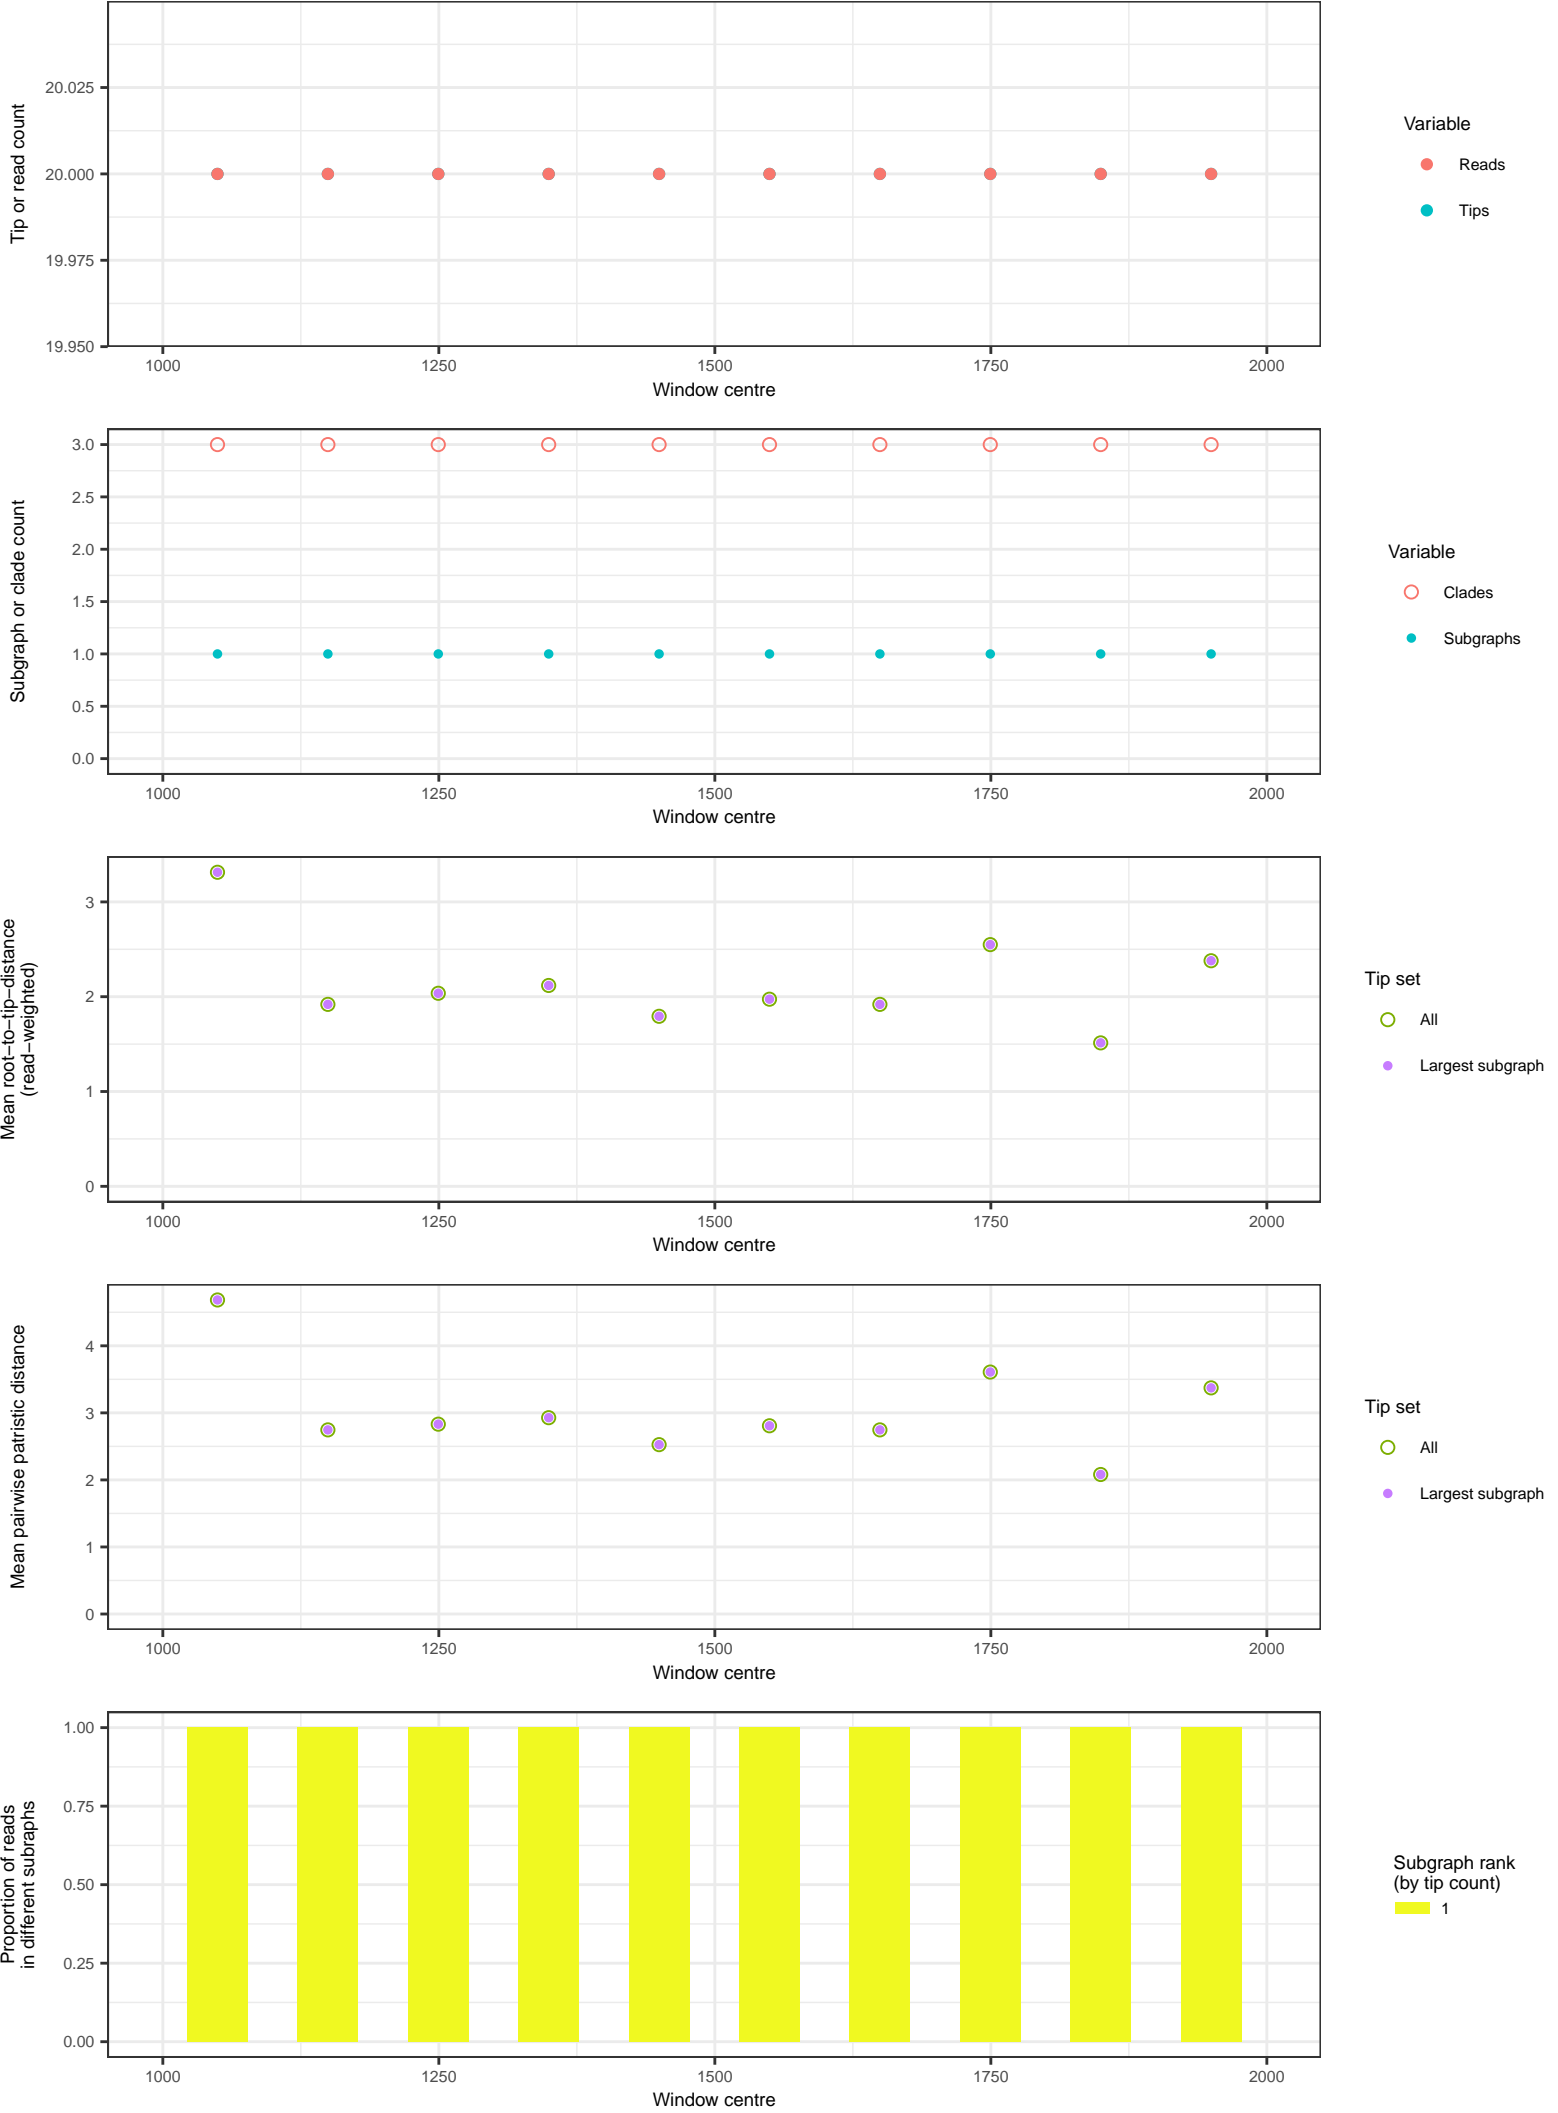 20.025
20.000
19.975
19.950
Tip or read count
1000 1250 1500 1750 2000
Window centre
Variable
Reads
Tips
3.0
2.5
2.0
1.5
1.0
0.5
0.0
Subgraph or clade count
1000 1250 1500 1750 2000
Window centre
Variable
Clades
Subgraphs
3
2
1
0
Mean root−to−tip−distance
(read−weighted)
1000 1250 1500 1750 2000
Window centre
Tip set
All
Largest subgraph
4
3
2
1
0
Mean pairwise patristic distance
1000 1250 1500 1750 2000
Window centre
Tip set
All
Largest subgraph
1.00
0.75
0.50
0.25
0.00
Proportion of reads
in different subraphs
1000 1250 1500 1750 2000
Window centre
Subgraph rank
(by tip count)
1